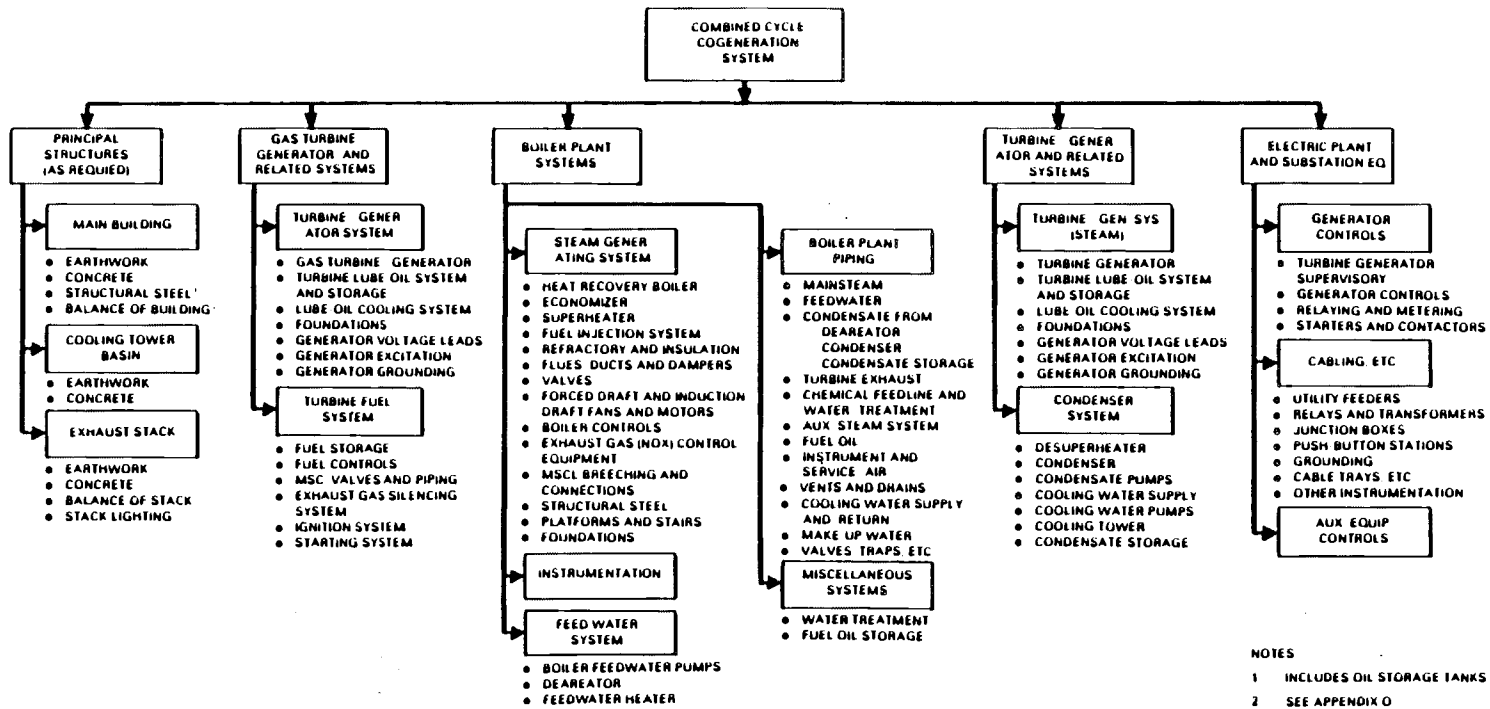 COMBINED CYCLE
COGENERATION
SYSTEM
PRINCIPAL
STRUCTURES
(AS REQUIED)
MAIN BUILDING
• EARTHWORK
• CONCRETE
• STRUCTURAL STEEL
• BALANCE OF BUILDING
COOLING TOWER
BASIN
• EARTHWORK
• CONCRETE
EXHAUST STACK
• EARTHWORK
• CONCRETE
• BALANCE OF STACK
• STACK LIGHTING
GAS TURBINE
GENERATOR AND
RELATED SYSTEMS
TURBINE GENER
ATOR SYSTEM
• GAS TURBINE GENERATOR
• TURBINE LUBE OIL SYSTEM
AND STORAGE
• LUBE OIL COOLING SYSTEM
• FOUNDATIONS
• GENERATOR VOLTAGE LEADS
• GENERATOR EXCITATION
• GENERATOR GROUNDING
TURBINE FUEL
SYSTEM
• FUEL STORAGE
• FUEL CONTROLS
• MSC VALVES AND PIPING
• EXHAUST GAS SILENCING
SYSTEM
• IGNITION SYSTEM
• STARTING SYSTEM
BOILER PLANT
SYSTEMS
STEAM GENER
ATING SYSTEM
• HEAT RECOVERY BOILER
• ECONOMIZER
• SUPERHEATER
• FUEL INJECTION SYSTEM
• REFRACTORY AND INSULATION
• FLUES DUCTS AND DAMPERS
• VALVES
• FORCED DRAFT AND INDUCTION
DRAFT FANS AND MOTORS
• BOILER CONTROLS
• EXHAUST GAS (NOX) CONTROL
EQUIPMENT
• MSCL BREECHING AND
CONNECTIONS
• STRUCTURAL STEEL
• PLATFORMS AND STAIRS
• FOUNDATIONS
INSTRUMENTATION
FEED WATER
SYSTEM
• BOILER FEEDWATER PUMPS
• DEAREATOR
• FEEDWATER HEATER
BOILER PLANT
PIPING
• MAINSTEAM
• FEEDWATER
• CONDENSATE FROM
DEAREATOR
CONDENSER
CONDENSATE STORAGE
• TURBINE EXHAUST
• CHEMICAL FEEDLINE AND
WATER TREATMENT
• AUX STEAM SYSTEM
• FUEL OIL
• INSTRUMENT AND
SERVICE AIR
• VENTS AND DRAINS
• COOLING WATER SUPPLY
AND RETURN
• MAKE UP WATER
• VALVES TRAPS, ETC
MISCELLANEOUS
SYSTEMS
• WATER TREATMENT
• FUEL OIL STORAGE
TURBINE GENER
ATOR AND RELATED
SYSTEMS
TURBINE GEN SYS
(STEAM)
• TURBINE GENERATOR
• TURBINE LUBE OIL SYSTEM
AND STORAGE
• LUBE OIL COOLING SYSTEM
• FOUNDATIONS
• GENERATOR VOLTAGE LEADS
• GENERATOR EXCITATION
• GENERATOR GROUNDING
CONDENSER
SYSTEM
• DESUPERHEATER
• CONDENSER
• CONDENSATE PUMPS
• COOLING WATER SUPPLY
• COOLING WATER PUMPS
• COOLING TOWER
• CONDENSATE STORAGE
ELECTRIC PLANT
AND SUBSTATION EQ
GENERATOR
CONTROLS
• TURBINE GENERATOR
SUPERVISORY
• GENERATOR CONTROLS
• RELAYING AND METERING
• STARTERS AND CONTACTORS
CABLING, ETC
• UTILITY FEEDERS
• RELAYS AND TRANSFORMERS
• JUNCTION BOXES
• PUSH-BUTTON STATIONS
• GROUNDING
• CABLE TRAYS, ETC
• OTHER INSTRUMENTATION
AUX EQUIP
CONTROLS
NOTES
1 INCLUDES OIL STORAGE TANKS
2 SEE APPENDIX O